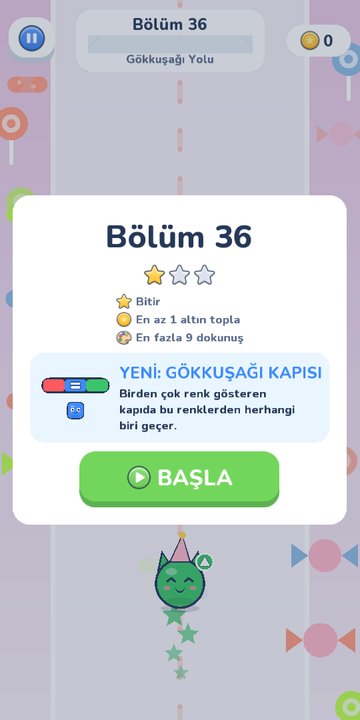 Bölüm 36
Gökkuşağı Yolu
0
Bölüm 36
Bitir
En az 1 altın topla
En fazla 9 dokunuş
YENİ: GÖKKUŞAĞI KAPISI
Birden çok renk gösteren
kapıda bu renklerden herhangi
biri geçer.
BAŞLA